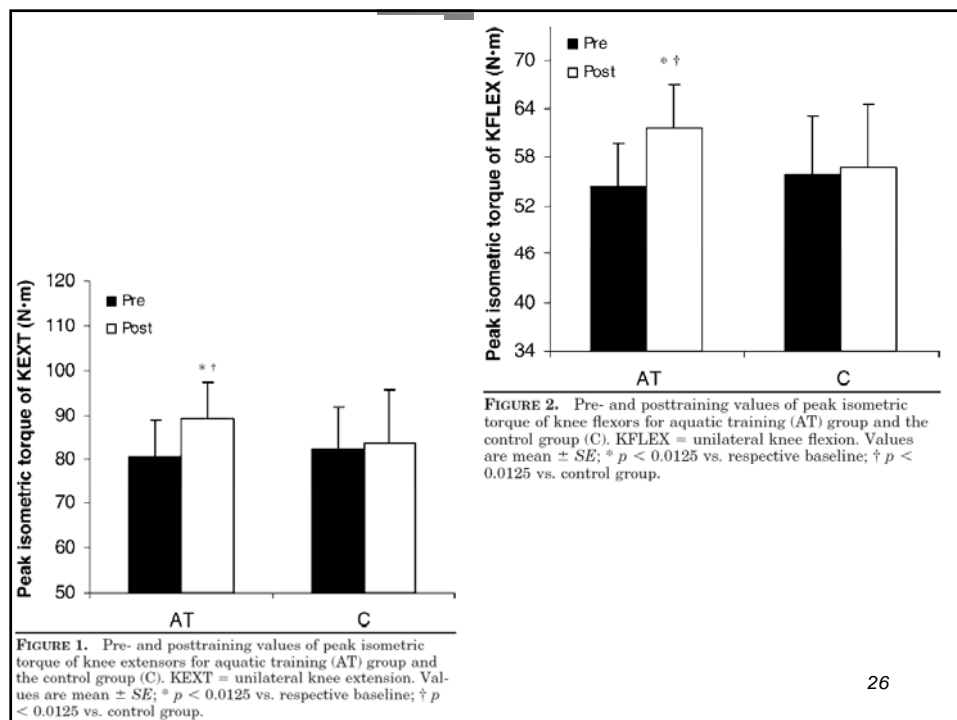 Peak isometric torque of KEXT (N·m)
120
110
100
90
80
70
60
50
Pre
Post
* †
AT
C
FIGURE 1. Pre- and posttraining values of peak isometric
torque of knee extensors for aquatic training (AT) group and
the control group (C). KEXT = unilateral knee extension. Val-
ues are mean ± SE; * p < 0.0125 vs. respective baseline; † p
< 0.0125 vs. control group.
Peak isometric torque of KFLEX (N·m)
70
64
58
52
46
40
34
Pre
Post
* †
AT
C
FIGURE 2. Pre- and posttraining values of peak isometric
torque of knee flexors for aquatic training (AT) group and the
control group (C). KFLEX = unilateral knee flexion. Values
are mean ± SE; * p < 0.0125 vs. respective baseline; † p <
0.0125 vs. control group.
26